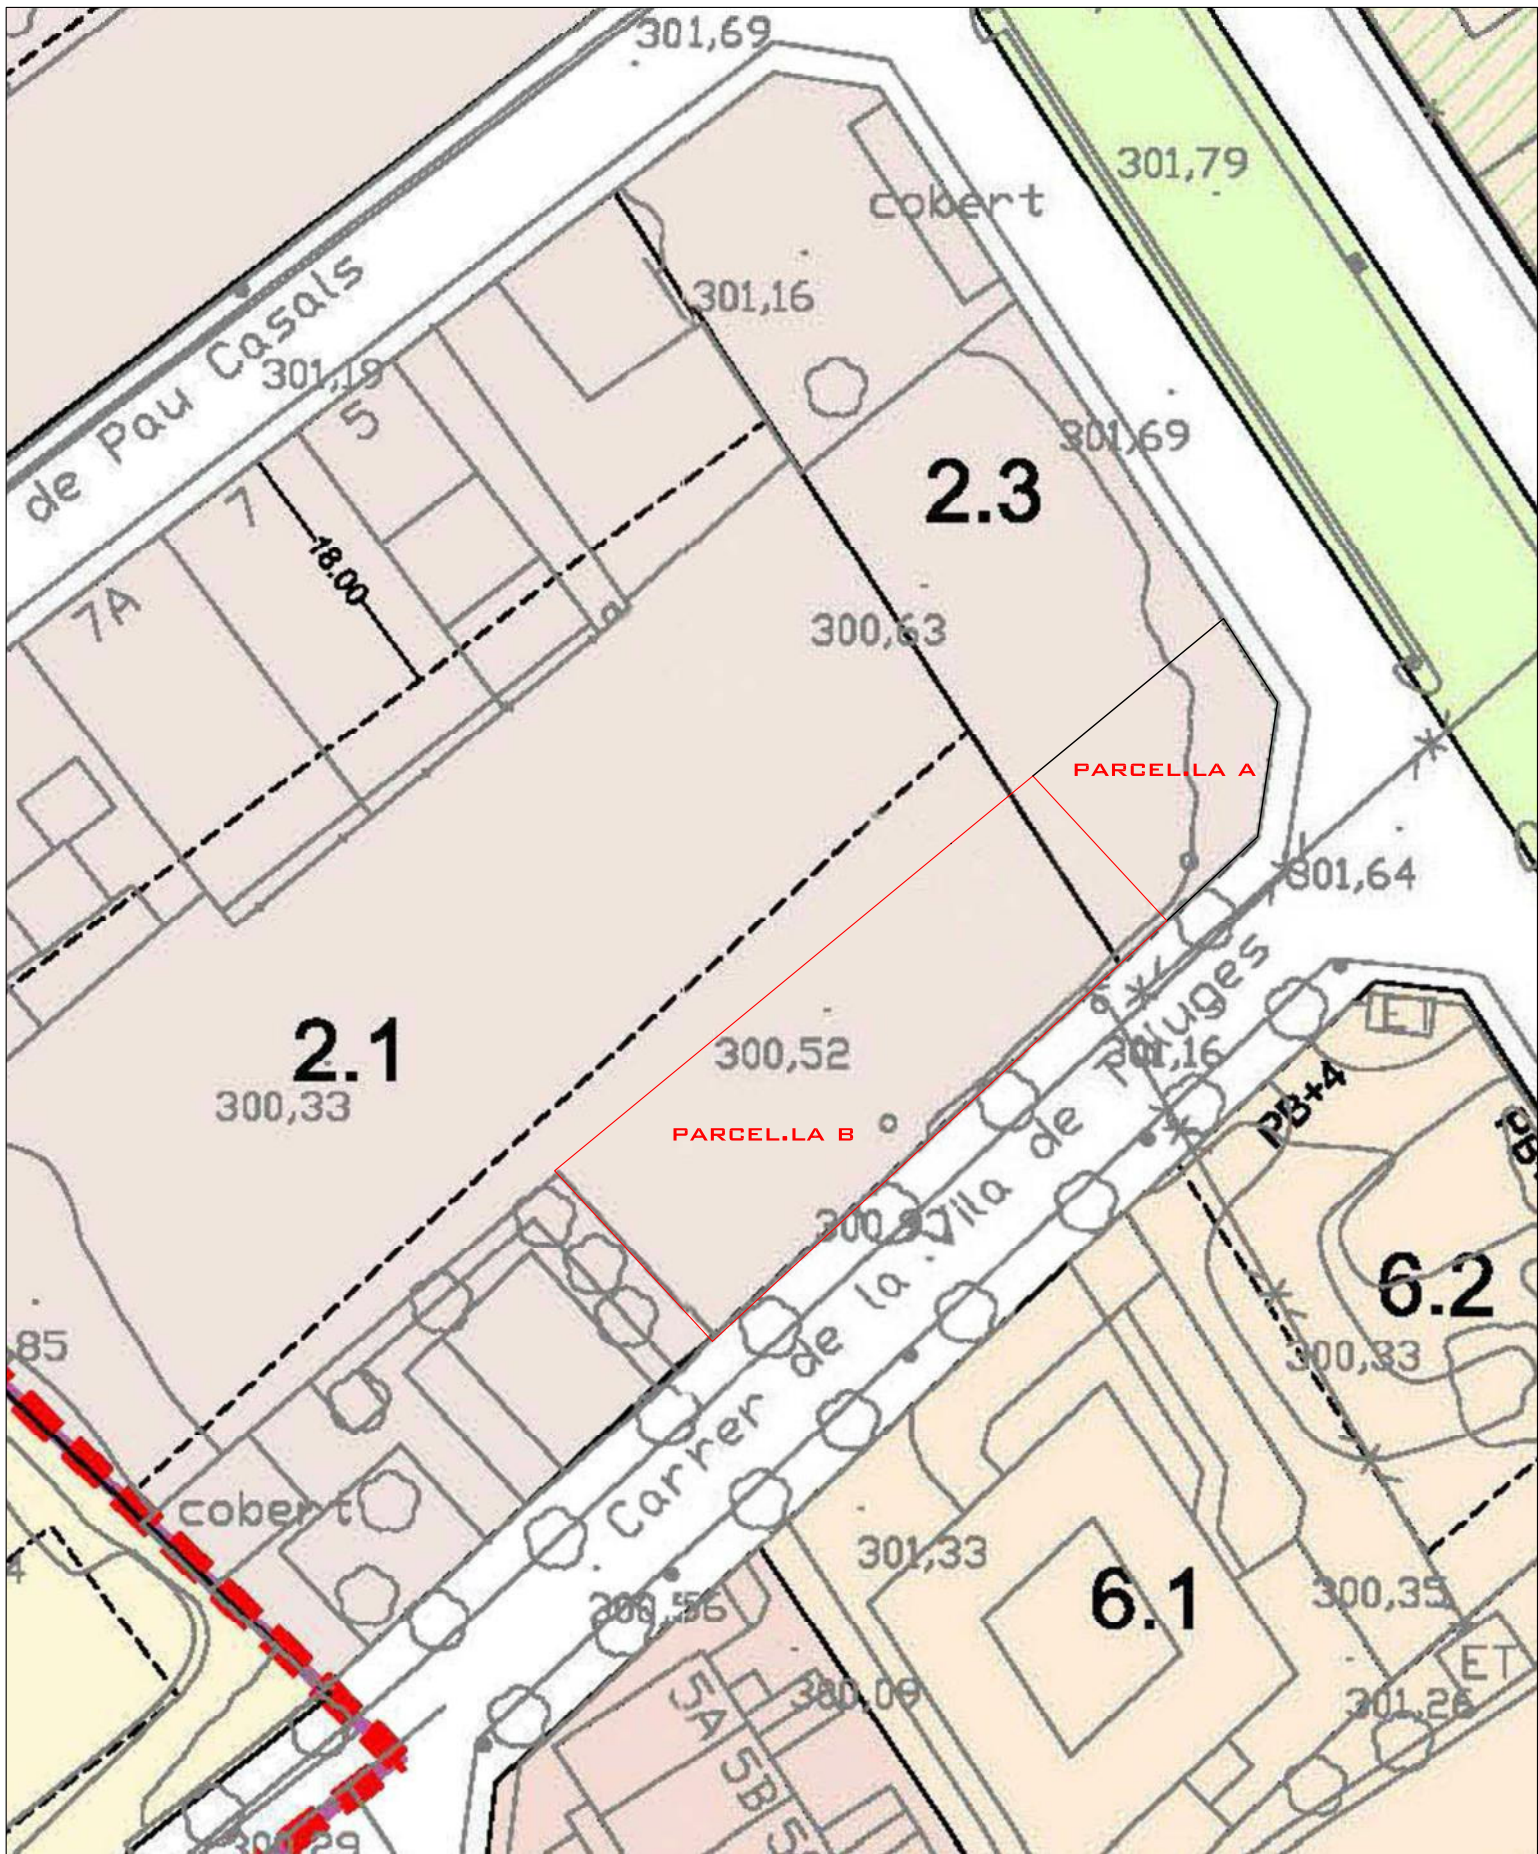 301,69
301,79
cobert
301,16
de Pau Casals
301,19
5
301,69
2.3
7
18.00
7A
300,63
PARCEL.LA A
301,64
2.1
300,52
301,16
300,33
PB+4
PARCEL.LA B
6.2
85
300,33
Carrer de la Vila de
cobert
301,33
6.1
300,35
300,56
ET
5A
300,09
301,26
5B